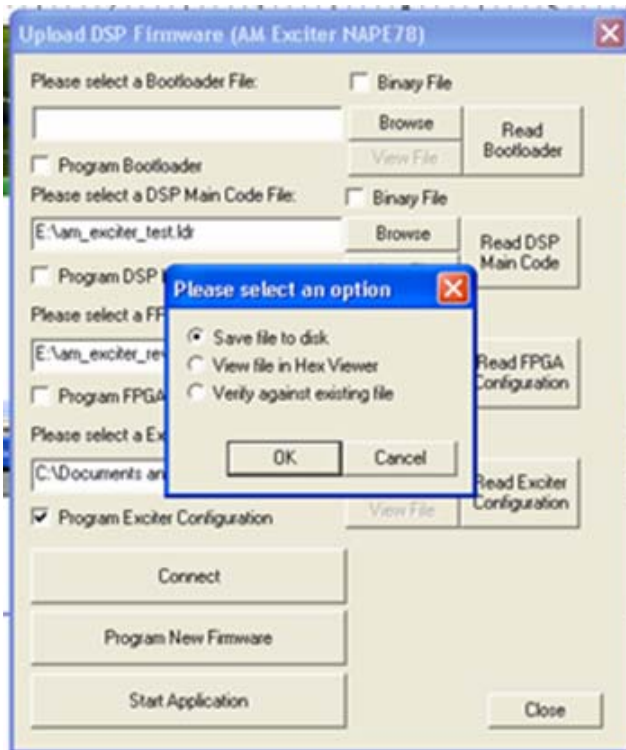 Upload DSP Firmware (AM Exciter NAPE78)
Please select a Bootloader File:
Binary File
Browse
Read Bootloader
View File
Program Bootloader
Please select a DSP Main Code File:
Binary File
E:\am_exciter_test.ldr
Browse
Read DSP Main Code
Program DSP
Please select an option
Save file to disk
View file in Hex Viewer
Verify against existing file
OK
Cancel
Please select a FP
E:\am_exciter_re
Read FPGA Configuration
Program FPGA
Please select a Ex
C:\Documents an
Read Exciter Configuration
View File
Program Exciter Configuration
Connect
Program New Firmware
Start Application
Close